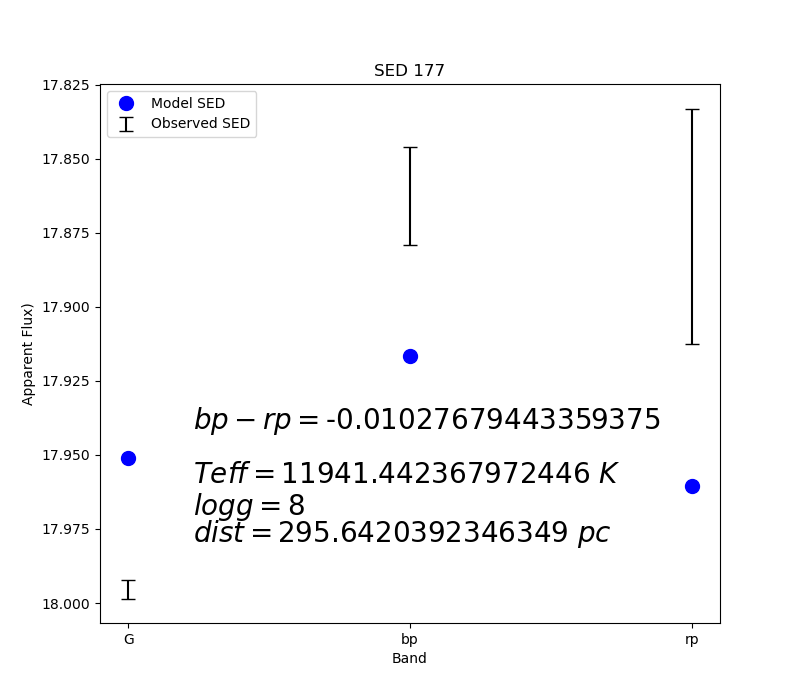 SED 177
Model SED
Observed SED
17.825
17.850
17.875
17.900
17.925
17.950
17.975
18.000
Apparent Flux)
bp − rp = -0.01027679443359375
Teff = 11941.442367972446 K
logg = 8
dist = 295.6420392346349 pc
G
bp
rp
Band